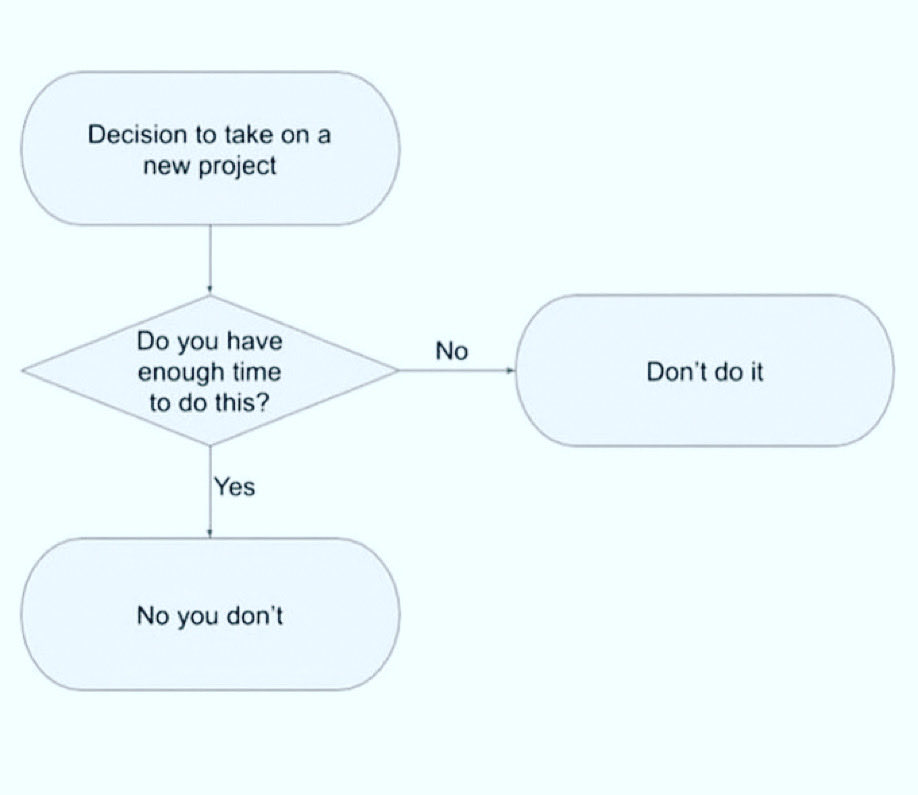 Decision to take on a
new project
Do you have
enough time
to do this?
No
Don't do it
Yes
No you don't